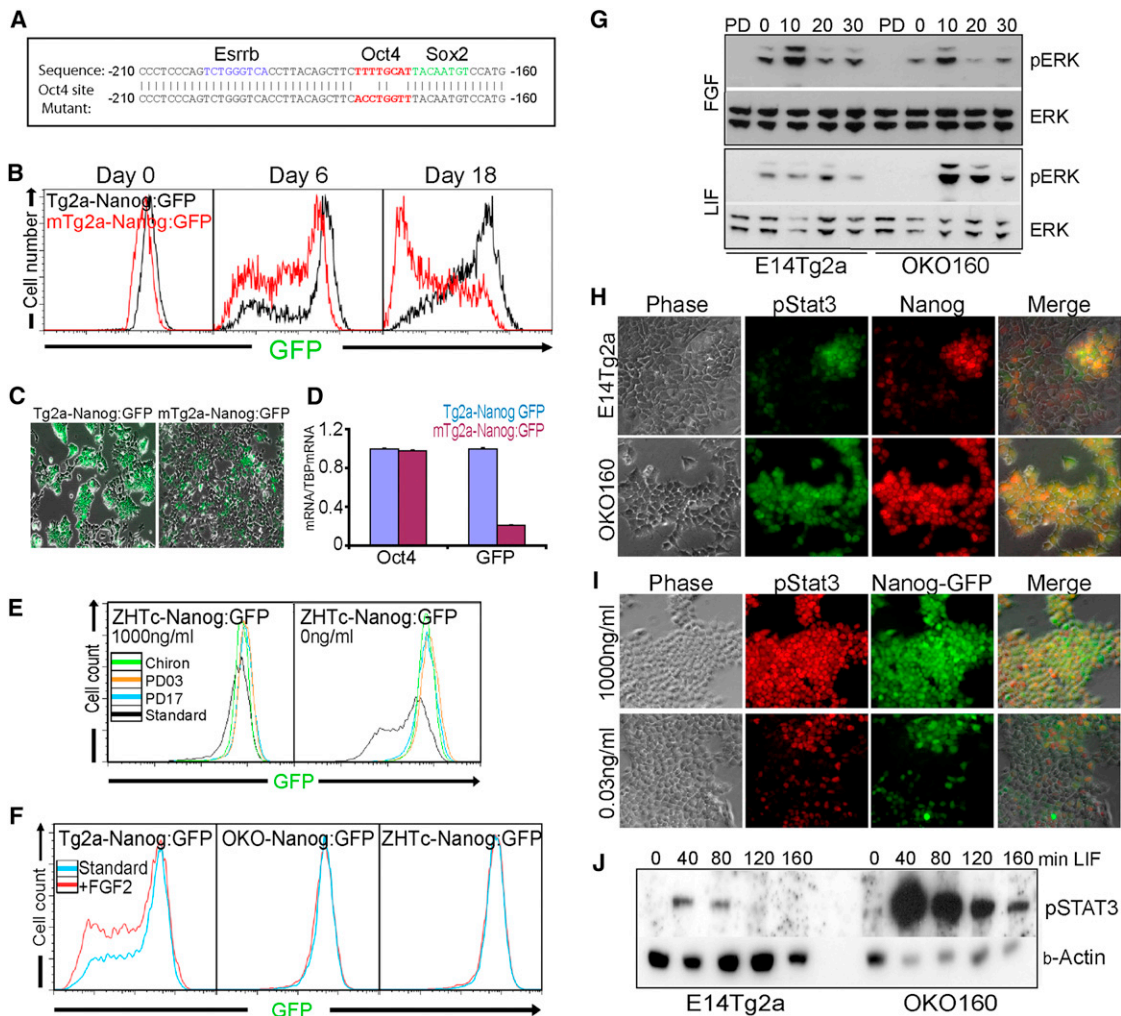 A
Esrrb Oct4 Sox2
Sequence: -210 CCCTCCCAGTCTGGGTCACCTTACAGCTTCTTTTGCATTACAATGTCCATG -160
Oct4 site
Mutant: -210 CCCTCCCAGTCTGGGTCACCTTACAGCTTCACCTGGTTTACAATGTCCATG -160
B
Day 0 Day 6 Day 18
Tg2a-Nanog:GFP
mTg2a-Nanog:GFP
Cell number
GFP
C
Tg2a-Nanog:GFP mTg2a-Nanog:GFP
D
Tg2a-Nanog GFP
mTg2a-Nanog:GFP
mRNA/TBPmRNA
1.2
0.8
0.4
0
Oct4 GFP
E
ZHTc-Nanog:GFP ZHTc-Nanog:GFP
1000ng/ml 0ng/ml
Chiron
PD03
PD17
Standard
Cell count
GFP
F
Tg2a-Nanog:GFP OKO-Nanog:GFP ZHTc-Nanog:GFP
Standard
+FGF2
Cell count
GFP
G
PD 0 10 20 30 PD 0 10 20 30
FGF
pERK
ERK
LIF
pERK
ERK
E14Tg2a OKO160
H
Phase pStat3 Nanog Merge
E14Tg2a
OKO160
I
Phase pStat3 Nanog-GFP Merge
1000ng/ml
0.03ng/ml
J
0 40 80 120 160 0 40 80 120 160 min LIF
pSTAT3
b-Actin
E14Tg2a OKO160